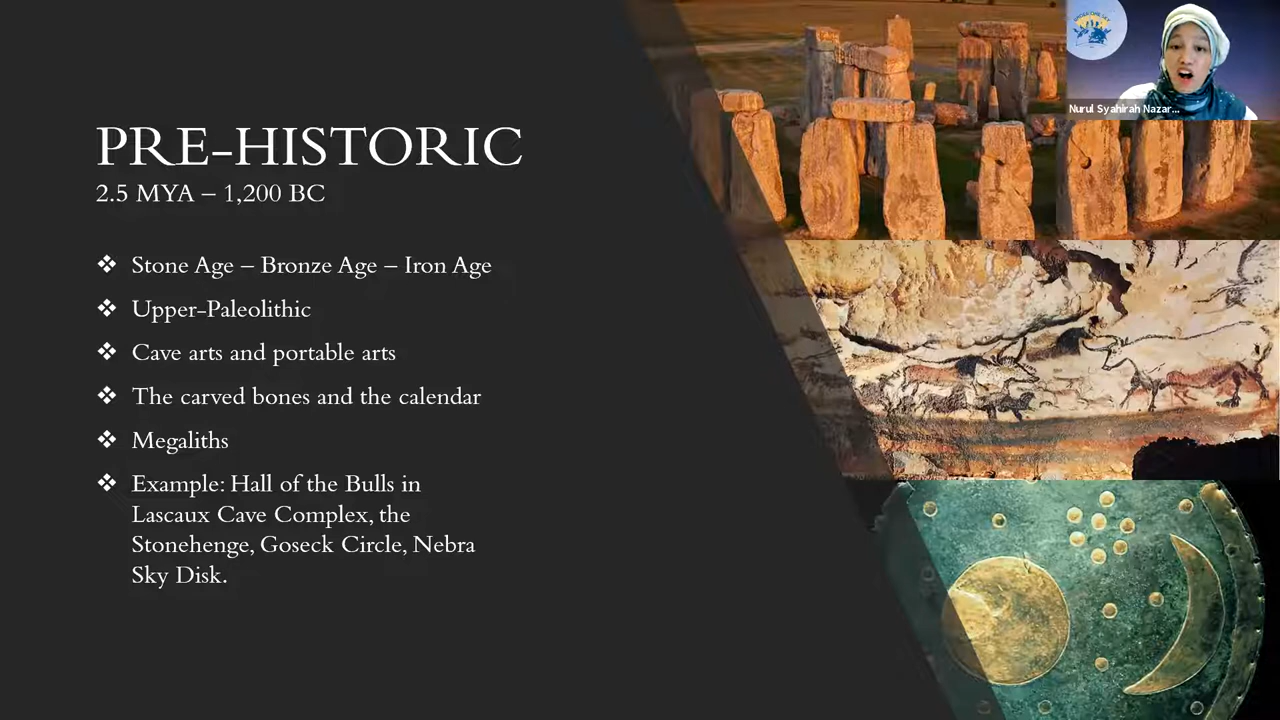 PRE-HISTORIC
2.5 MYA – 1,200 BC
❖ Stone Age – Bronze Age – Iron Age
❖ Upper-Paleolithic
❖ Cave arts and portable arts
❖ The carved bones and the calendar
❖ Megaliths
❖ Example: Hall of the Bulls in
Lascaux Cave Complex, the
Stonehenge, Goseck Circle, Nebra
Sky Disk.
Nurul Syahirah Nazar...